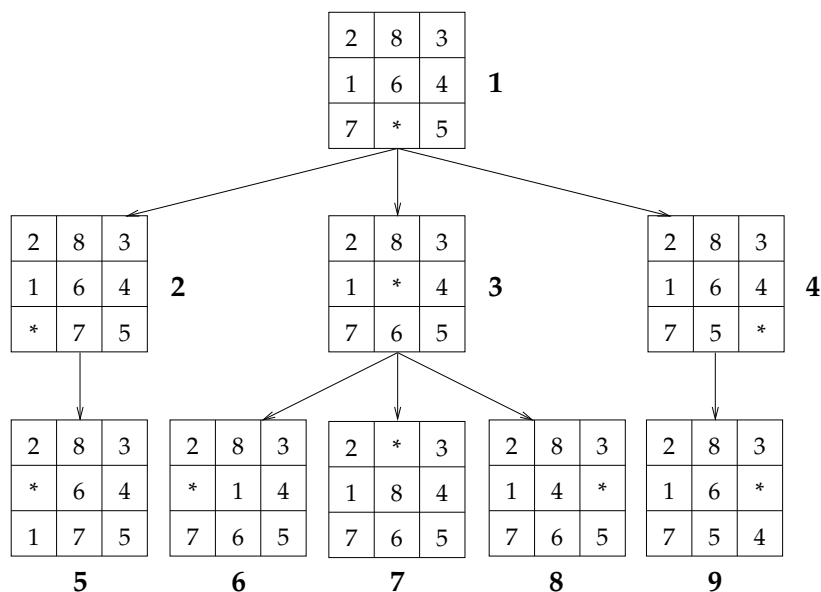 2 8 3
1 6 4 1
7 * 5
2 8 3 2 8 3 2 8 3
1 6 4 2 1 * 4 3 1 6 4 4
* 7 5 7 6 5 7 5 *
2 8 3 2 8 3 2 * 3 2 8 3 2 8 3
* 6 4 * 1 4 1 8 4 1 4 * 1 6 *
1 7 5 7 6 5 7 6 5 7 6 5 7 5 4
5 6 7 8 9